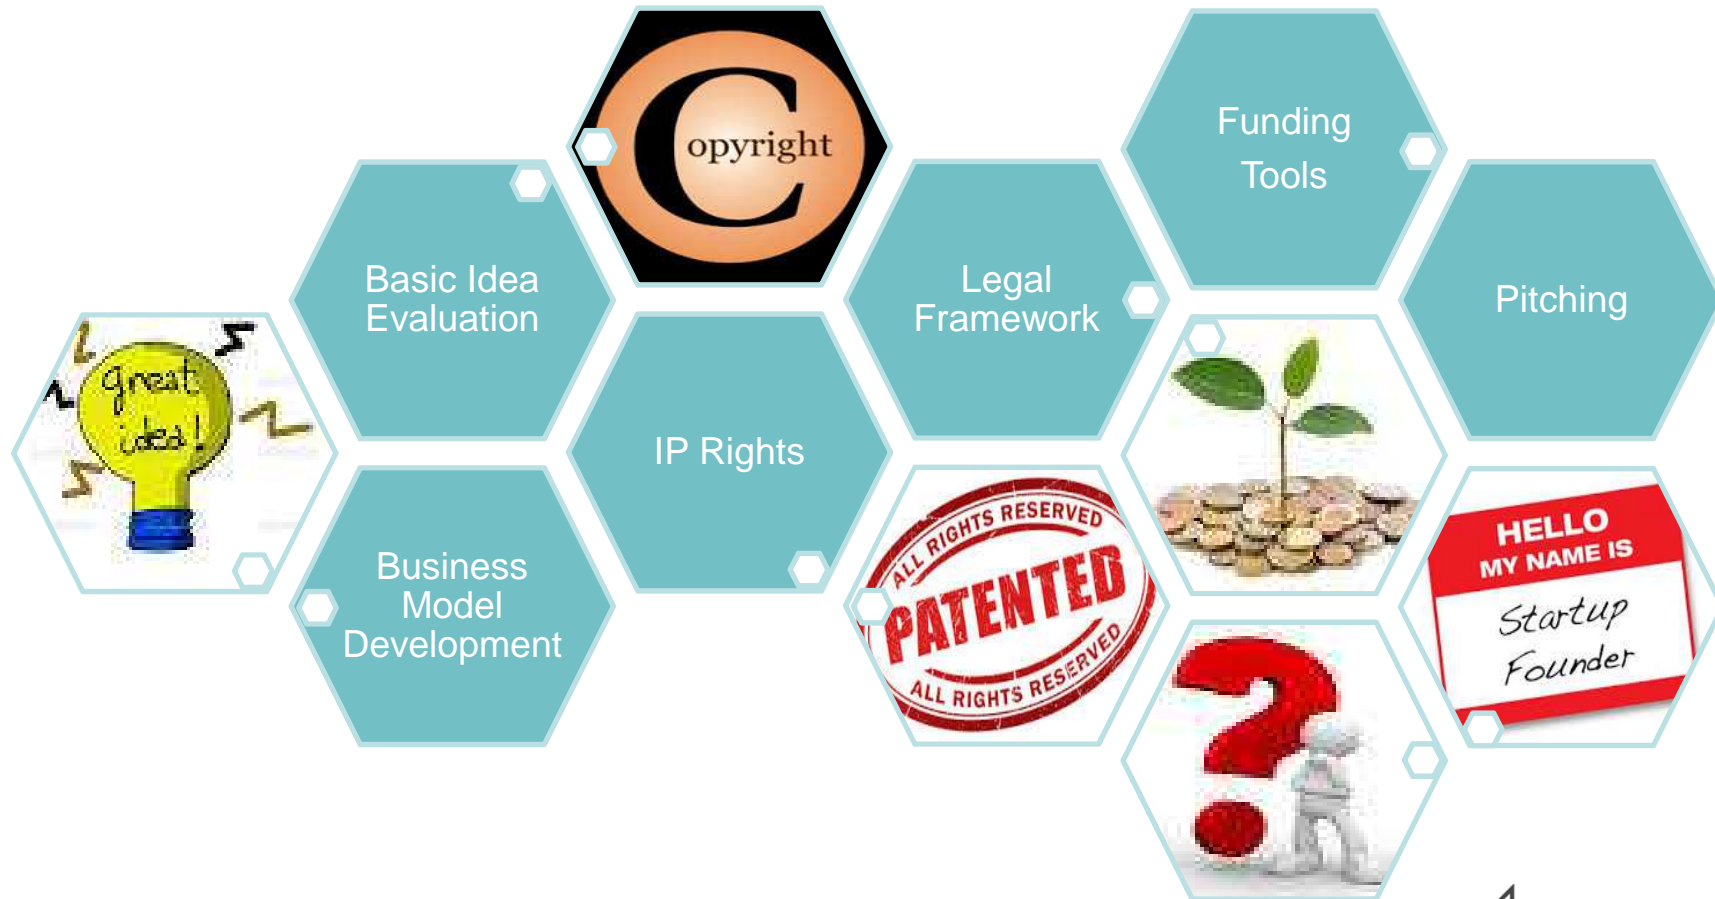 Copyright
Funding
Tools
Basic Idea
Evaluation
Legal
Framework
Pitching
great
idea!
IP Rights
ALL RIGHTS RESERVED
PATENTED
ALL RIGHTS RESERVED
HELLO
MY NAME IS
Startup
Founder
Business
Model
Development